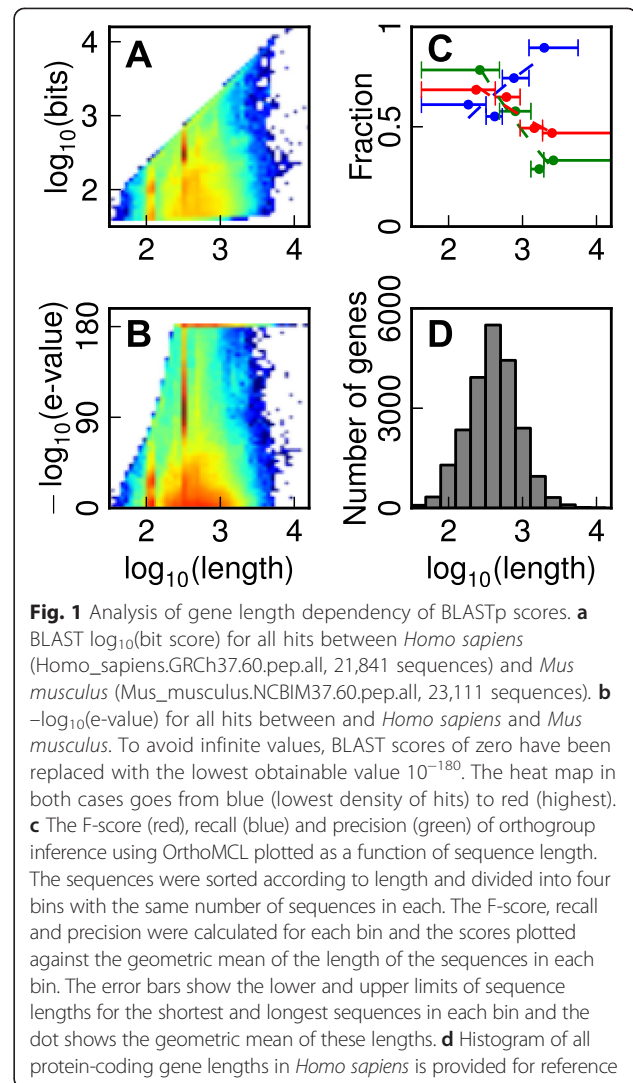 A
4
3
2
log10(bits)
2 3 4
C
1
0.5
0
Fraction
2 3 4
B
180
90
0
− log10(e-value)
2 3 4
log10(length)
D
6000
3000
0
Number of genes
2 3 4
log10(length)
Fig. 1 Analysis of gene length dependency of BLASTp scores. a
BLAST log10(bit score) for all hits between Homo sapiens
(Homo_sapiens.GRCh37.60.pep.all, 21,841 sequences) and Mus
musculus (Mus_musculus.NCBIM37.60.pep.all, 23,111 sequences). b
–log10(e-value) for all hits between and Homo sapiens and Mus
musculus. To avoid infinite values, BLAST scores of zero have been
replaced with the lowest obtainable value 10−180. The heat map in
both cases goes from blue (lowest density of hits) to red (highest).
c The F-score (red), recall (blue) and precision (green) of orthogroup
inference using OrthoMCL plotted as a function of sequence length.
The sequences were sorted according to length and divided into four
bins with the same number of sequences in each. The F-score, recall
and precision were calculated for each bin and the scores plotted
against the geometric mean of the length of the sequences in each
bin. The error bars show the lower and upper limits of sequence
lengths for the shortest and longest sequences in each bin and the
dot shows the geometric mean of these lengths. d Histogram of all
protein-coding gene lengths in Homo sapiens is provided for reference